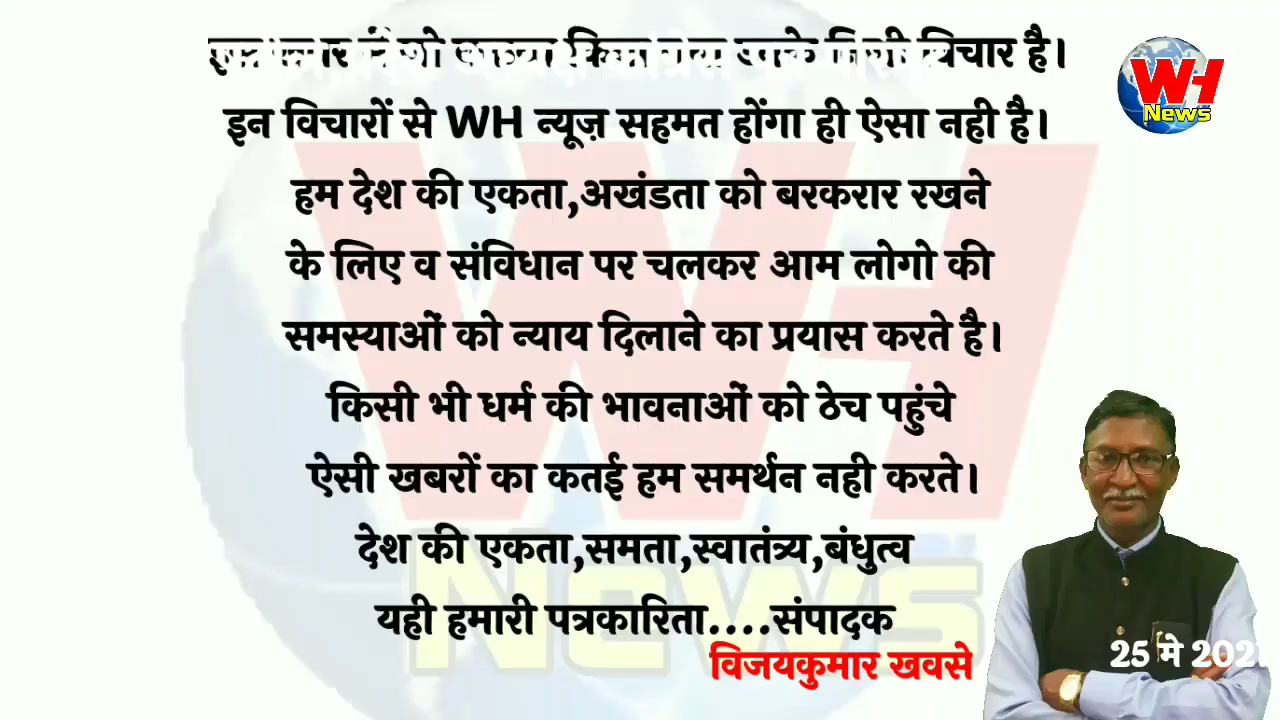 विचार है।
WH
News
इन विचारों से WH न्यूज़ सहमत होंगा ही ऐसा नही है।
हम देश की एकता,अखंडता को बरकरार रखने
के लिए व संविधान पर चलकर आम लोगो की
समस्याओं को न्याय दिलाने का प्रयास करते है।
किसी भी धर्म की भावनाओं को ठेच पहुंचे
ऐसी खबरों का कतई हम समर्थन नही करते।
देश की एकता,समता,स्वातंत्र्य,बंधुत्व
यही हमारी पत्रकारिता....संपादक
विजयकुमार खवसे
25 मे
WH
News